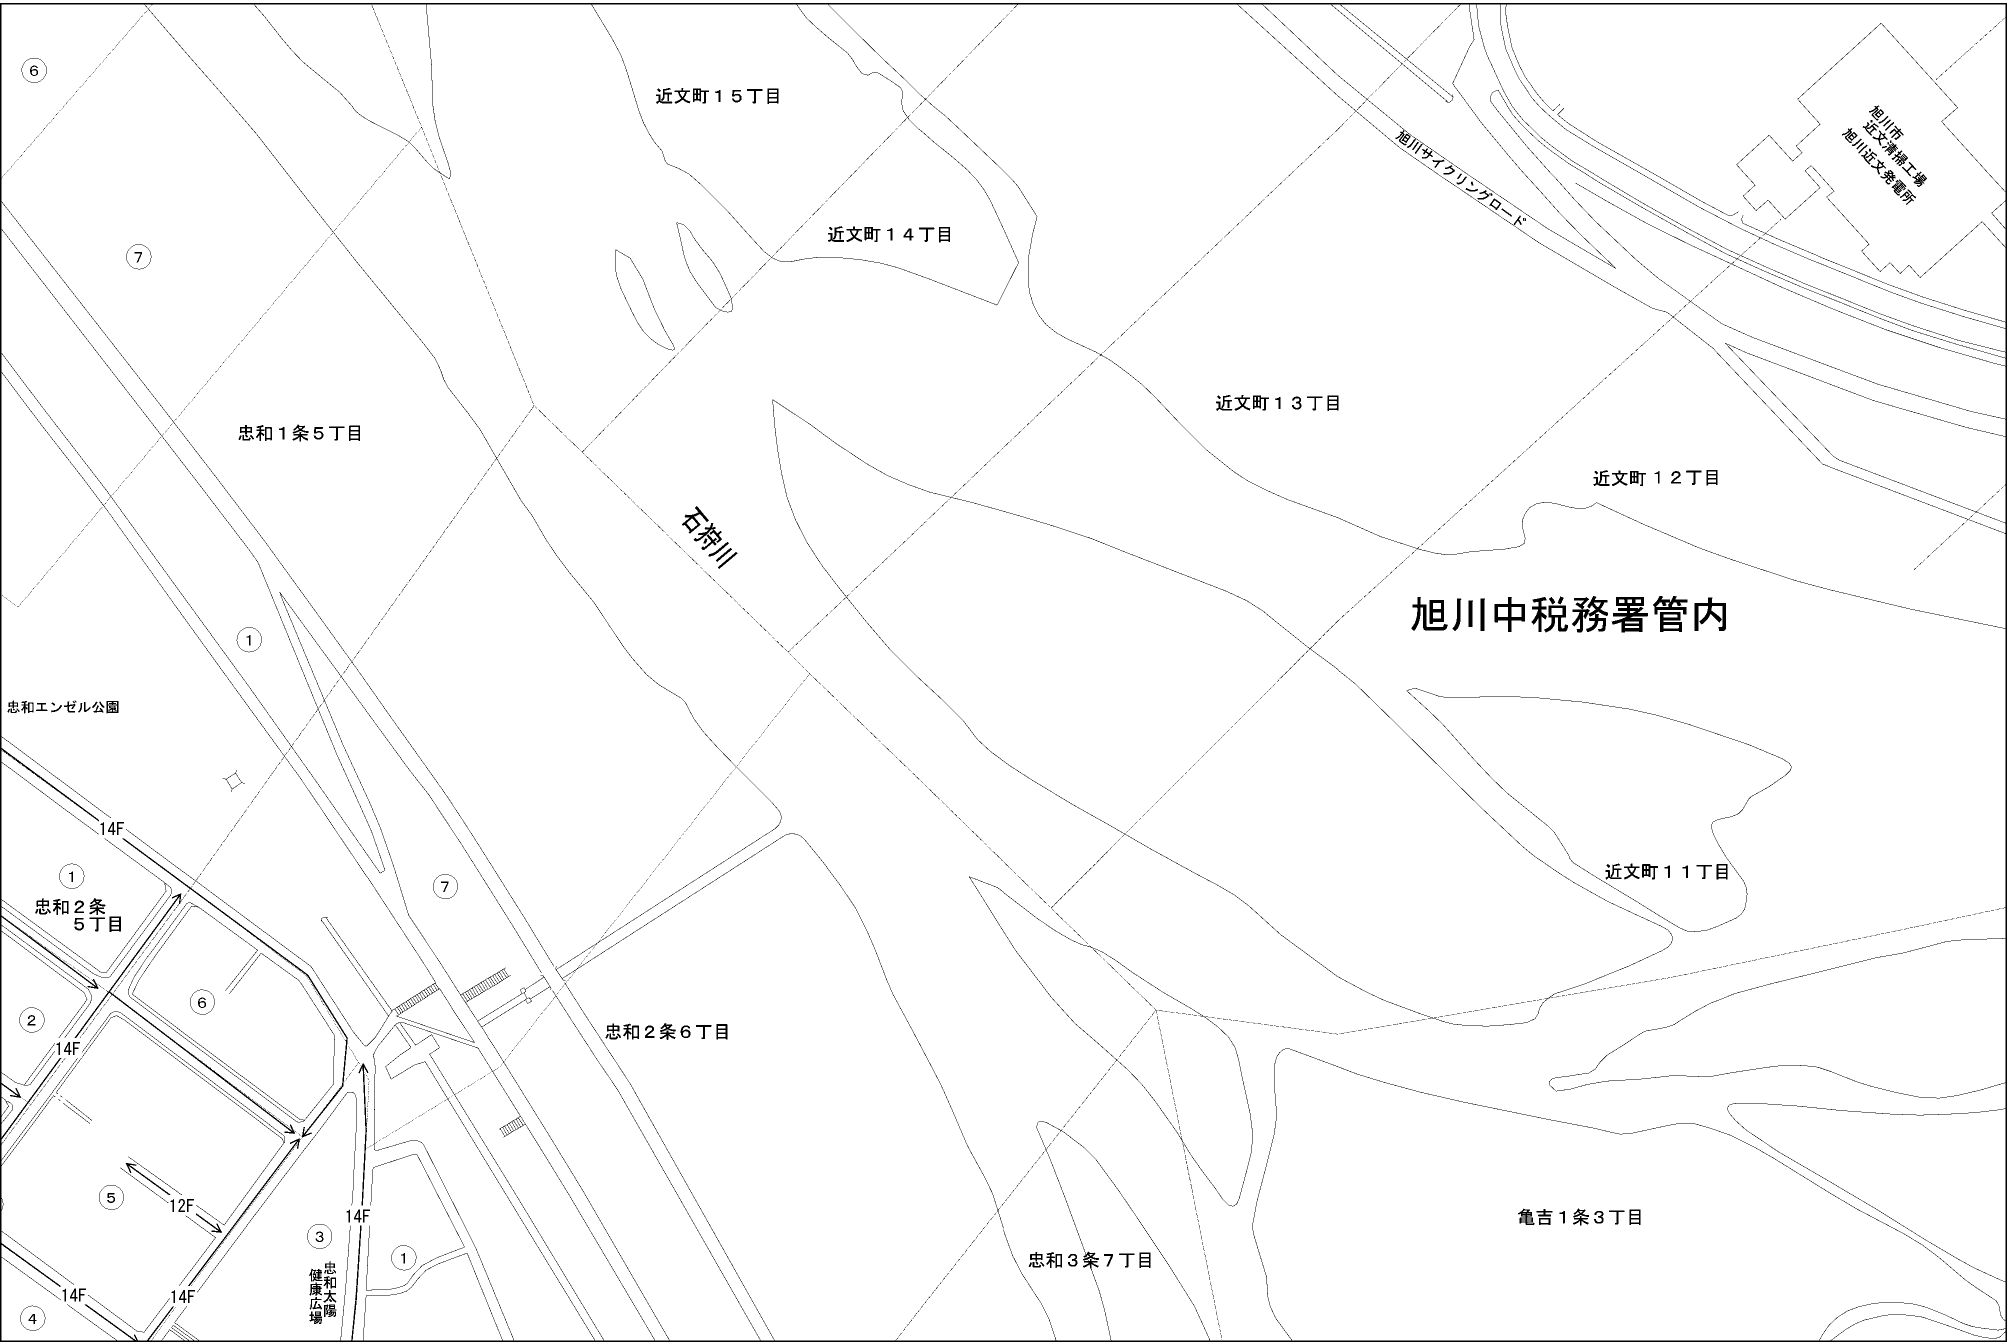 ⑥
近文町１５丁目
旭川市
近文清掃工場
旭川近文発電所
旭川サイクリングロード
近文町１４丁目
⑦
近文町１３丁目
忠和１条５丁目
近文町１２丁目
石狩川
旭川中税務署管内
①
忠和エンゼル公園
14F
近文町１１丁目
①
⑦
忠和２条
５丁目
⑥
②
忠和２条６丁目
14F
⑤
12F
14F
亀吉１条３丁目
③
①
忠和３条７丁目
忠和太陽
健康広場
14F
14F
④